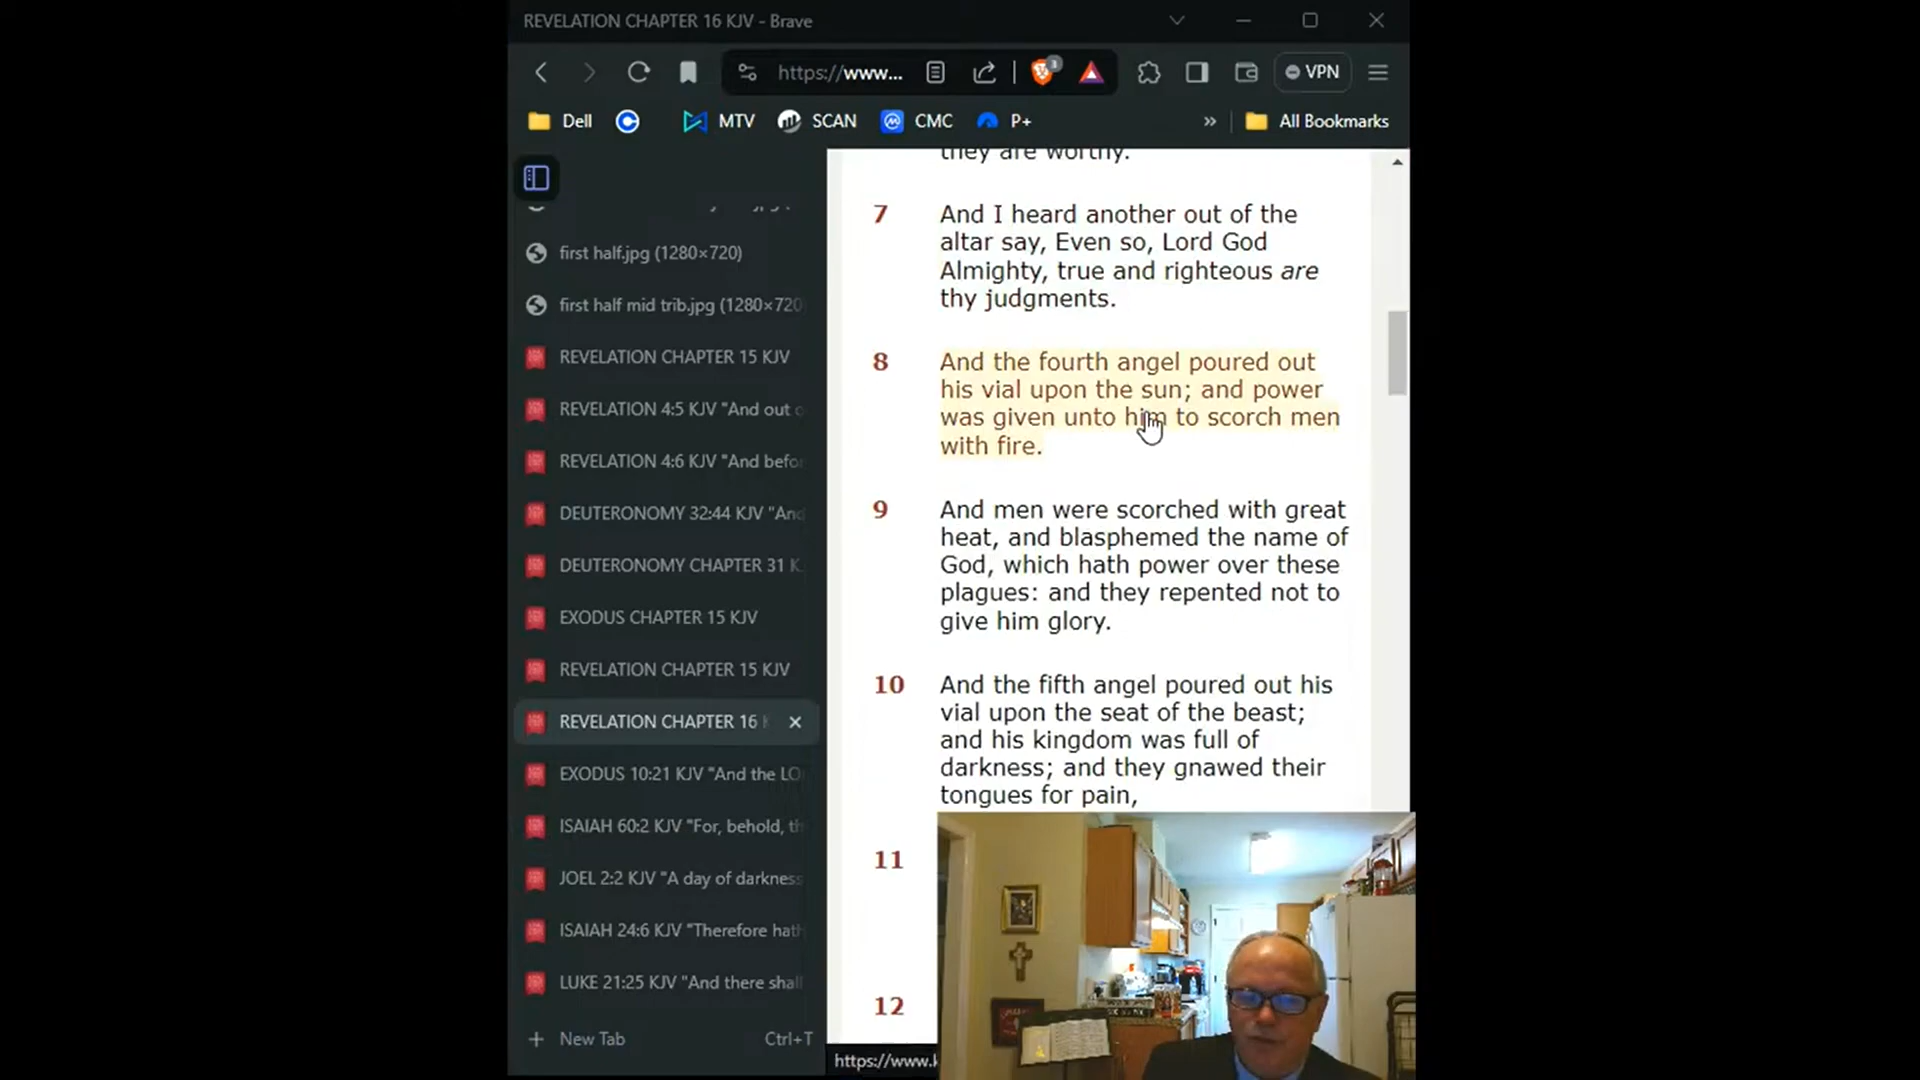 REVELATION CHAPTER 16 KJV - Brave
https://www...
3
VPN
Dell
MTV
SCAN
CMC
P+
All Bookmarks
first half.jpg (1280×720)
first half mid trib.jpg (1280×720
REVELATION CHAPTER 15 KJV
REVELATION 4:5 KJV "And out o
REVELATION 4:6 KJV "And befor
DEUTERONOMY 32:44 KJV "And
DEUTERONOMY CHAPTER 31 K
EXODUS CHAPTER 15 KJV
REVELATION CHAPTER 15 KJV
REVELATION CHAPTER 16 K
EXODUS 10:21 KJV "And the LO
ISAIAH 60:2 KJV "For, behold, th
JOEL 2:2 KJV "A day of darkness
ISAIAH 24:6 KJV "Therefore hath
LUKE 21:25 KJV "And there shall
New Tab
Ctrl+T
they are worthy.
7 And I heard another out of the
altar say, Even so, Lord God
Almighty, true and righteous are
thy judgments.
8 And the fourth angel poured out
his vial upon the sun; and power
was given unto him to scorch men
with fire.
9 And men were scorched with great
heat, and blasphemed the name of
God, which hath power over these
plagues: and they repented not to
give him glory.
10 And the fifth angel poured out his
vial upon the seat of the beast;
and his kingdom was full of
darkness; and they gnawed their
tongues for pain,
11
12
https://www.k